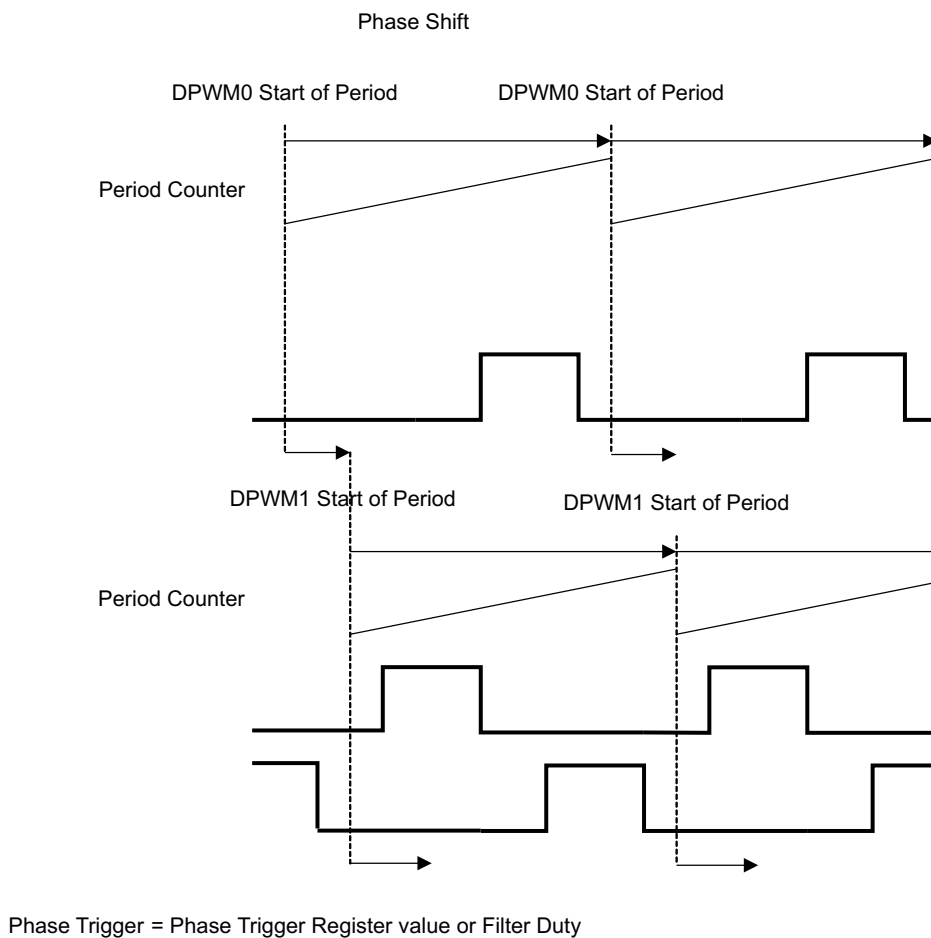 Phase Shift
DPWM0 Start of Period
DPWM0 Start of Period
Period Counter
DPWM1 Start of Period
DPWM1 Start of Period
Period Counter
Phase Trigger = Phase Trigger Register value or Filter Duty